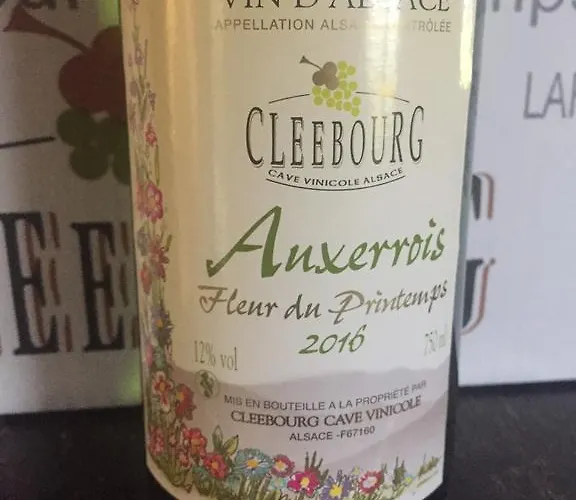 VIN D'ALSACE
APPELLATION ALSACE CONTRÔLÉE
CLEEBOURG
CAVE VINICOLE ALSACE
Auxerrois
Fleur du Printemps
2016
12% vol
750 ml
MIS EN BOUTEILLE A LA PROPRIÉTÉ PAR
CLEEBOURG CAVE VINICOLE
ALSACE -F67160